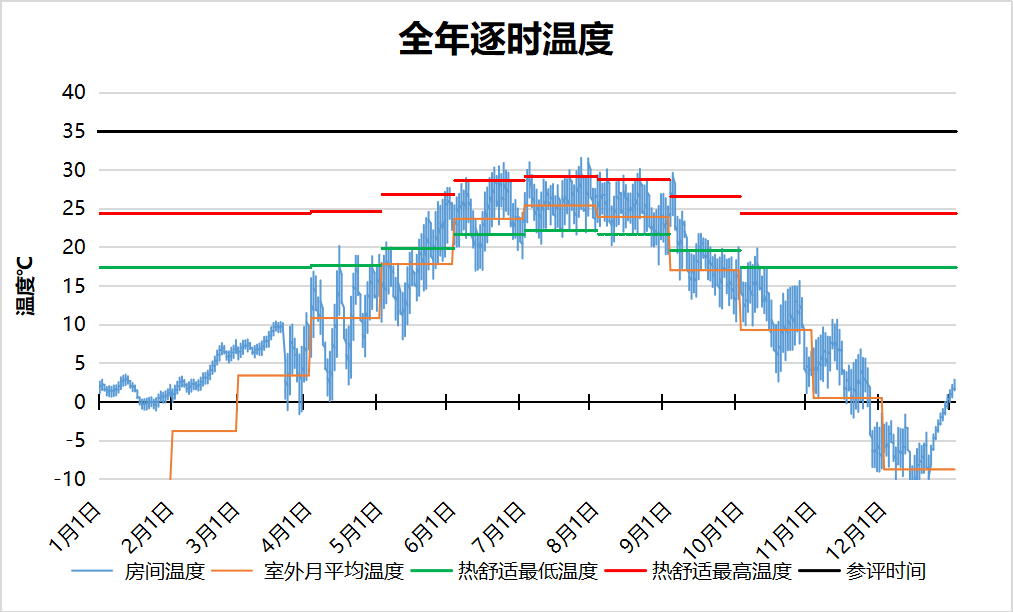 全年逐时温度
40
35
30
25
20
15
10
5
0
-5
-10
温度℃
1月1日
2月1日
3月1日
4月1日
5月1日
6月1日
7月1日
8月1日
9月1日
10月1日
11月1日
12月1日
房间温度 室外月平均温度 热舒适最低温度 热舒适最高温度 参评时间